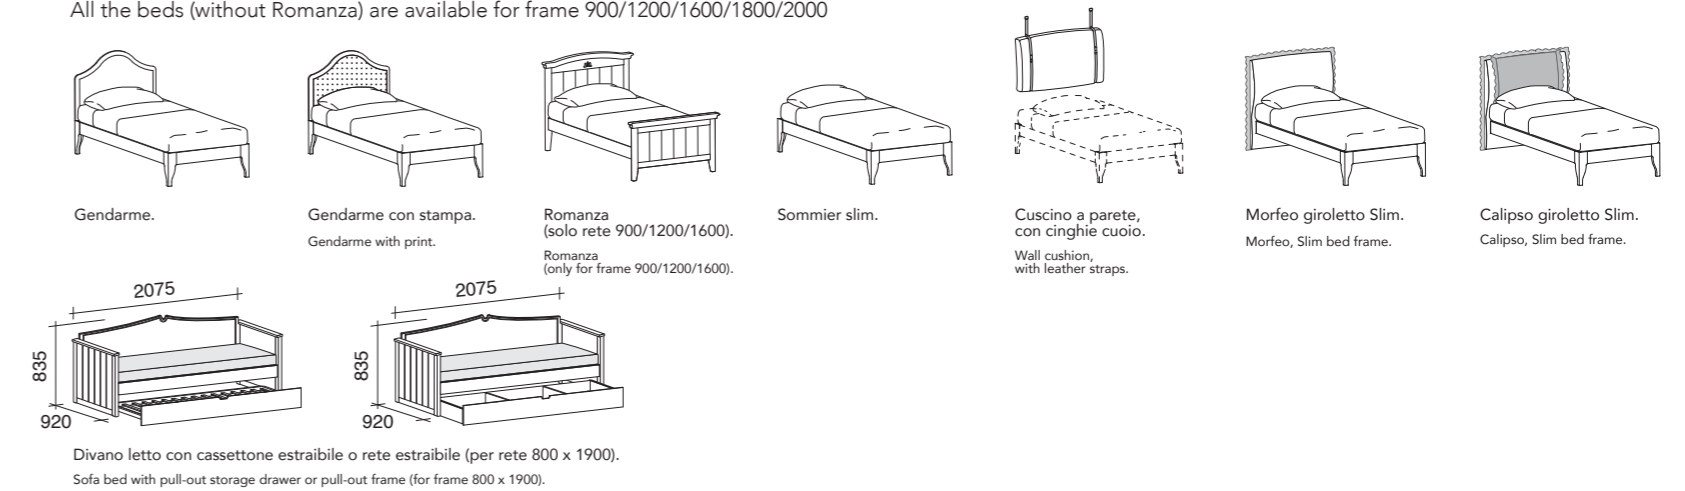 All the beds (without Romanza) are available for frame 900/1200/1600/1800/2000
Gendarme.
Gendarme con stampa.
Gendarme with print.
Romanza
(solo rete 900/1200/1600).
Romanza
(only for frame 900/1200/1600).
Sommier slim.
Cuscino a parete,
con cinghie cuoio.
Wall cushion,
with leather straps.
Morfeo giroletto Slim.
Morfeo, Slim bed frame.
Calipso giroletto Slim.
Calipso, Slim bed frame.
2075
835
920
2075
835
920
Divano letto con cassettone estraibile o rete estraibile (per rete 800 x 1900).
Sofa bed with pull-out storage drawer or pull-out frame (for frame 800 x 1900).